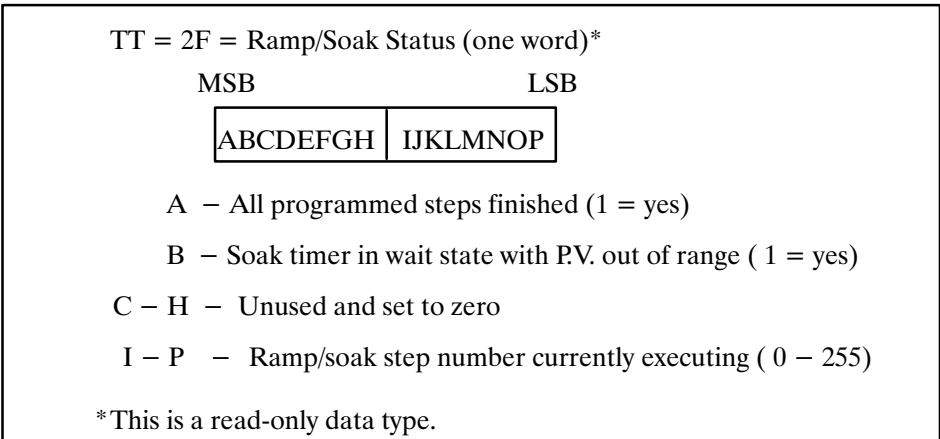 TT = 2F = Ramp/Soak Status (one word)*
MSB LSB
ABCDEFGH IJKLMNOP
A − All programmed steps finished (1 = yes)
B − Soak timer in wait state with P.V. out of range ( 1 = yes)
C − H − Unused and set to zero
I − P − Ramp/soak step number currently executing ( 0 − 255)
*This is a read-only data type.